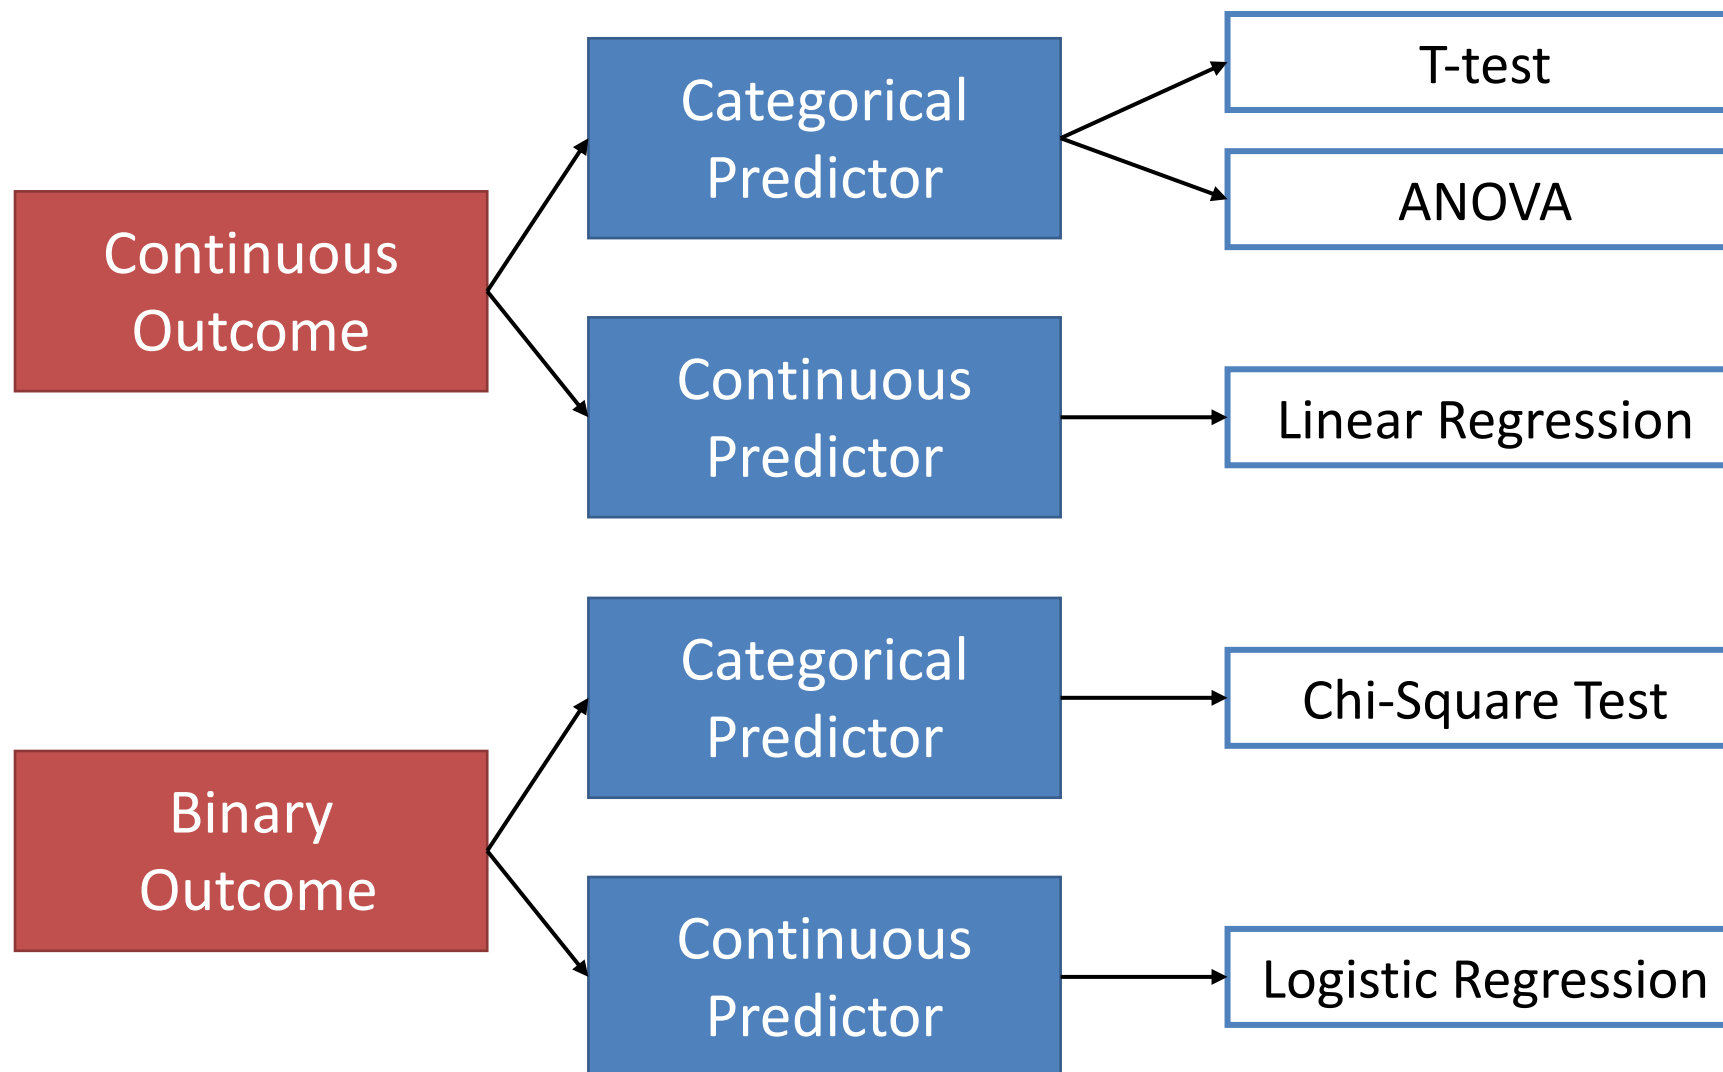 Continuous
Outcome
Categorical
Predictor
T-test
ANOVA
Continuous
Predictor
Linear Regression
Binary
Outcome
Categorical
Predictor
Chi-Square Test
Continuous
Predictor
Logistic Regression